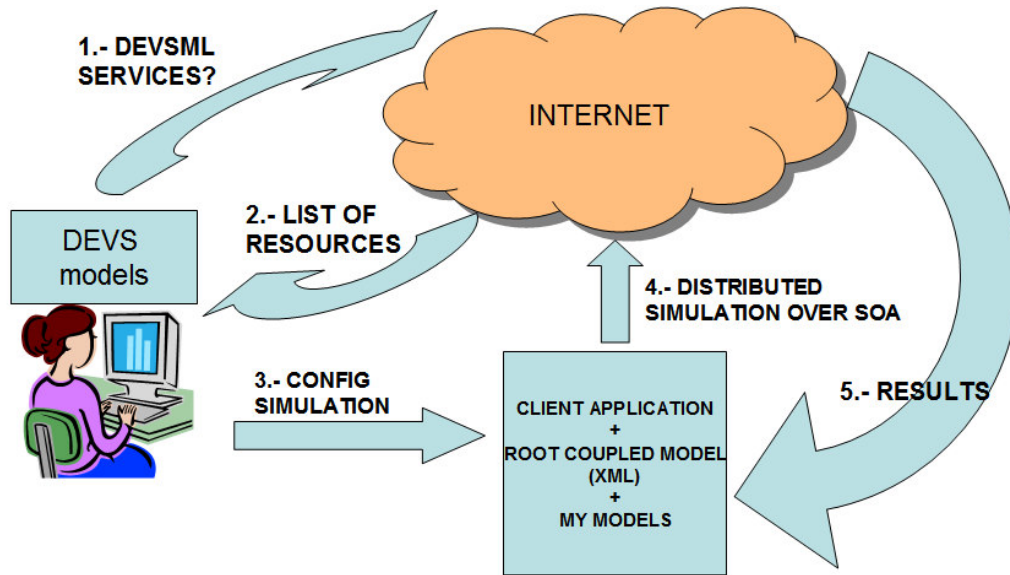 1.- DEVSML
SERVICES?
INTERNET
2.- LIST OF
RESOURCES
DEVS
models
3.- CONFIG
SIMULATION
4.- DISTRIBUTED
SIMULATION OVER SOA
CLIENT APPLICATION
+
ROOT COUPLED MODEL
(XML)
+
MY MODELS
5.- RESULTS